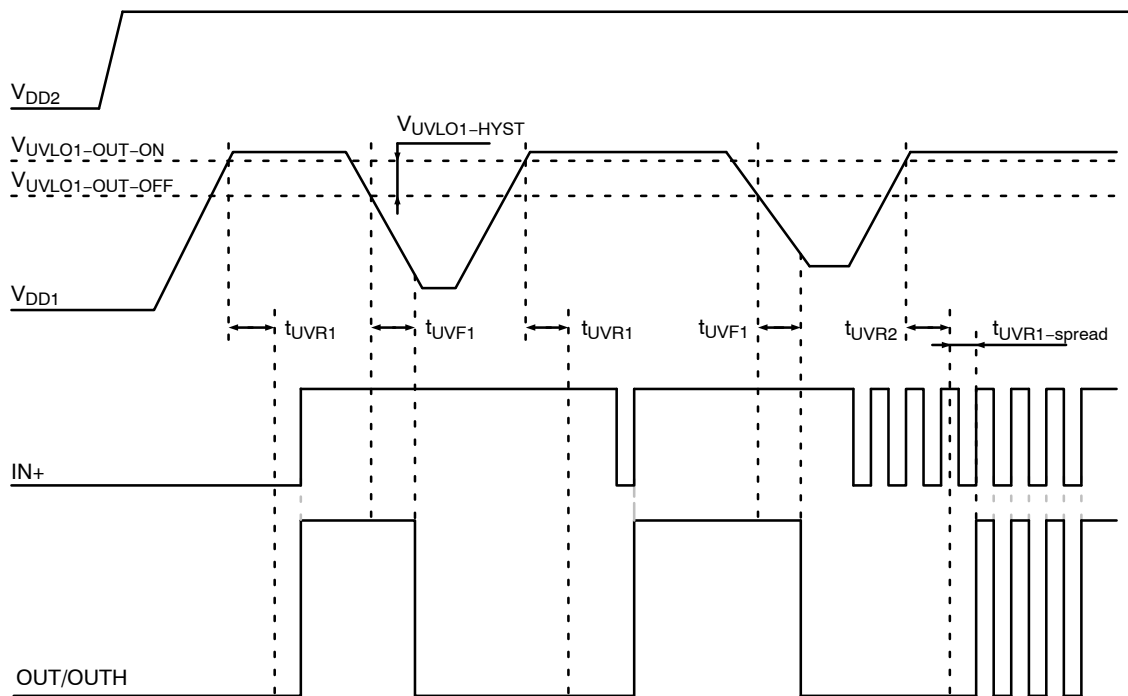 VDD2
VUVLO1−HYST
VUVLO1−OUT−ON
VUVLO1−OUT−OFF
VDD1
tUVR1
tUVF1
tUVR1
tUVF1
tUVR2
tUVR1−spread
IN+
OUT/OUTH